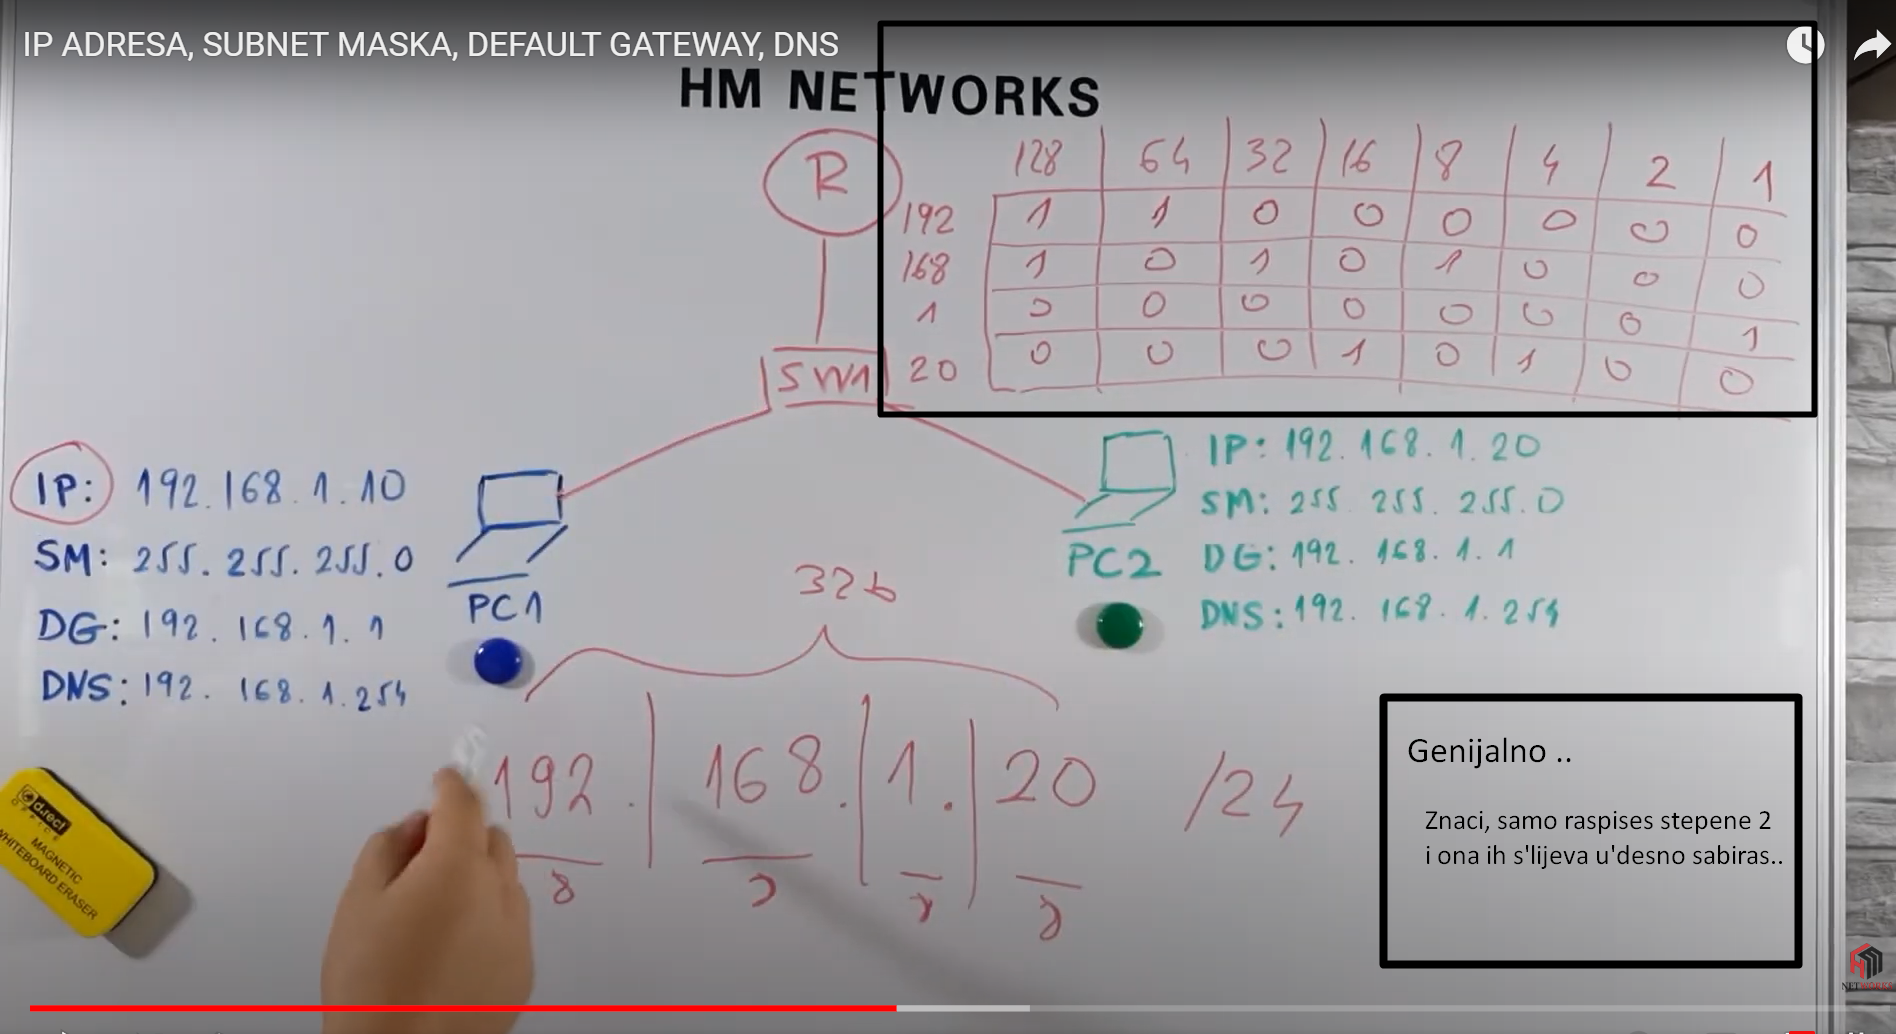 IP ADRESA, SUBNET MASKA, DEFAULT GATEWAY, DNS
HM NETWORKS
R
128 64 32 16 8 4 2 1
192 1 1 0 0 0 0 0 0
168 1 0 1 0 1 0 0 0
1 0 0 0 0 0 0 0 1
20 0 0 0 1 0 1 0 0
SW1
IP: 192.168.1.10
SM: 255.255.255.0
DG: 192.168.1.1
DNS: 192.168.1.254
PC1
IP: 192.168.1.20
SM: 255.255.255.0
DG: 192.168.1.1
DNS: 192.168.1.254
PC2
32b
192. 168. 1. 20 /24
8 8 8 8
Genijalno ..
Znaci, samo raspises stepene 2
i ona ih s'lijeva u'desno sabiras..
d.rect
OFFICE
MAGNETIC
WHITEBOARD ERASER
NETWORKS